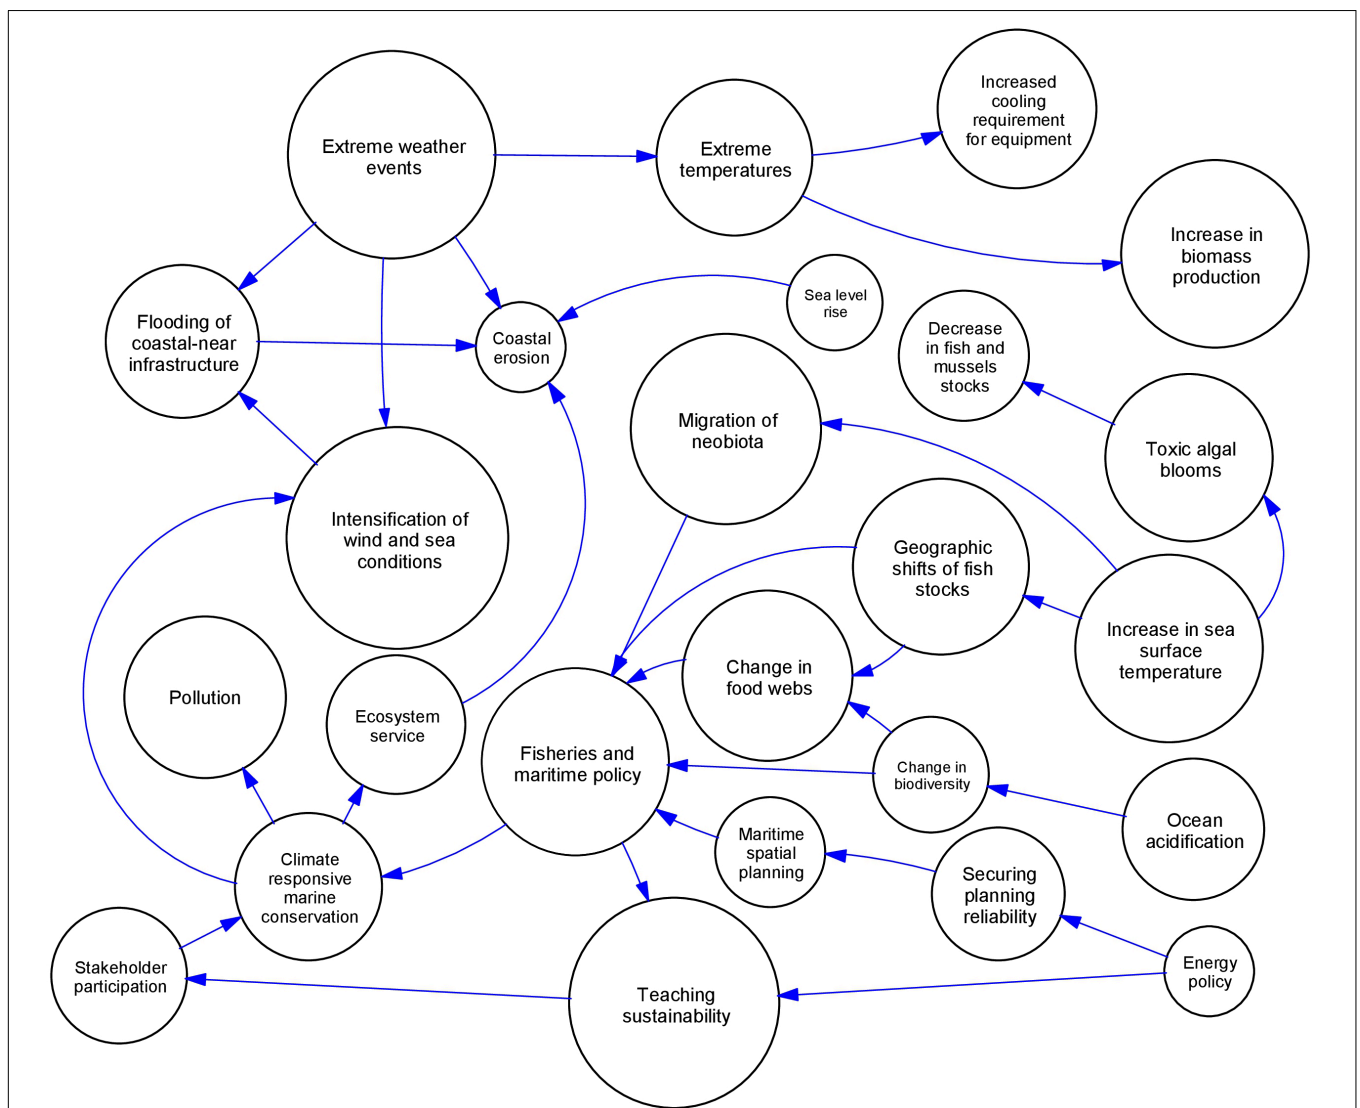 Increased
cooling
requirement
for equipment
Extreme weather
events
Extreme
temperatures
Increase in
biomass
production
Sea level
rise
Flooding of
coastal-near
infrastructure
Coastal
erosion
Decrease
in fish and
mussels
stocks
Migration of
neobiota
Toxic algal
blooms
Intensification of
wind and sea
conditions
Geographic
shifts of fish
stocks
Increase in sea
surface
temperature
Change in
food webs
Pollution
Ecosystem
service
Fisheries and
maritime policy
Change in
biodiversity
Ocean
acidification
Maritime
spatial
planning
Climate
responsive
marine
conservation
Securing
planning
reliability
Stakeholder
participation
Energy
policy
Teaching
sustainability